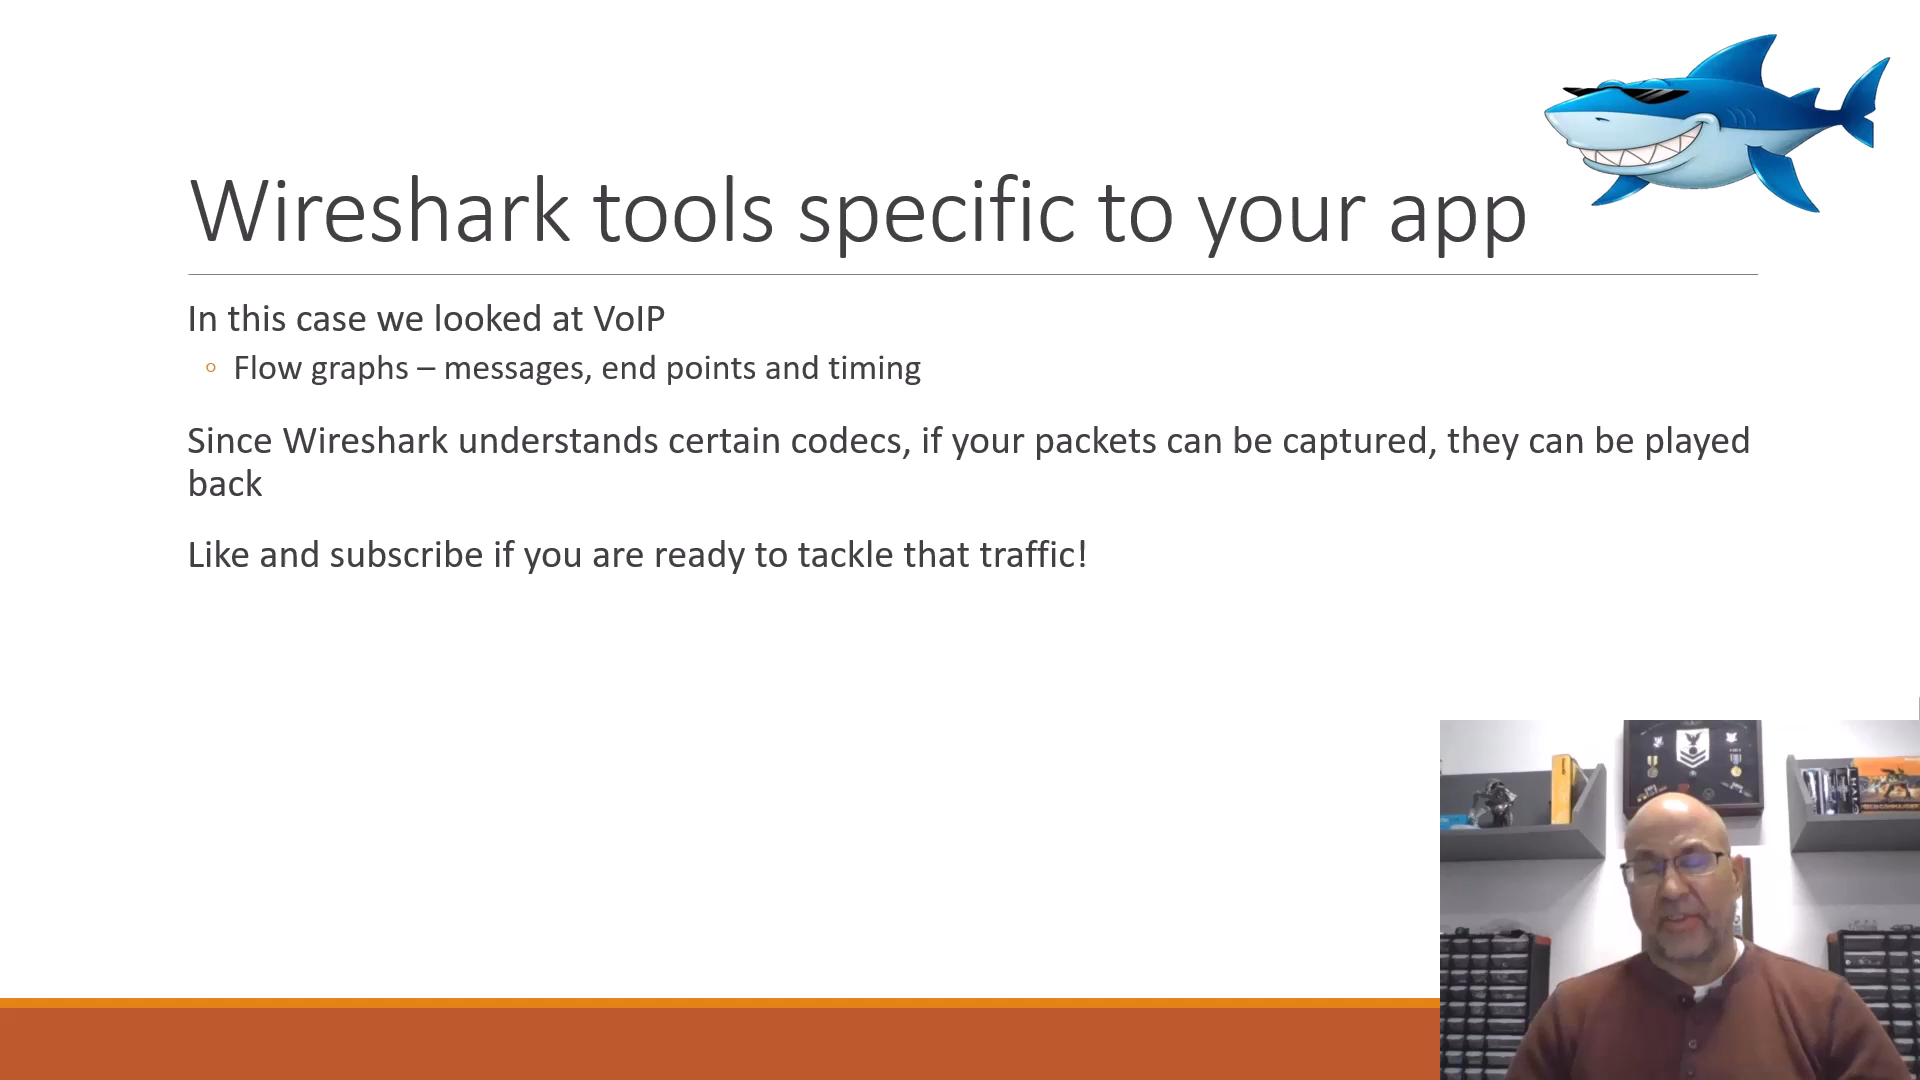 Wireshark tools specific to your app
In this case we looked at VoIP
◦ Flow graphs – messages, end points and timing
Since Wireshark understands certain codecs, if your packets can be captured, they can be played
back
Like and subscribe if you are ready to tackle that traffic!